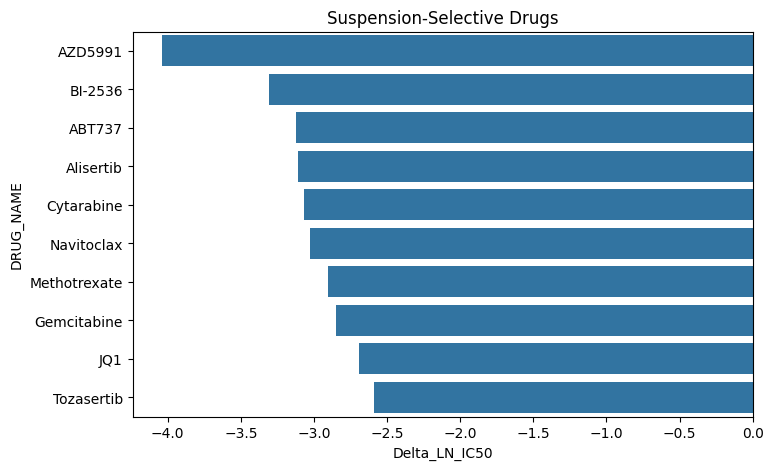 Suspension-Selective Drugs
DRUG_NAME
AZD5991
BI-2536
ABT737
Alisertib
Cytarabine
Navitoclax
Methotrexate
Gemcitabine
JQ1
Tozasertib
−4.0 −3.5 −3.0 −2.5 −2.0 −1.5 −1.0 −0.5 0.0
Delta_LN_IC50